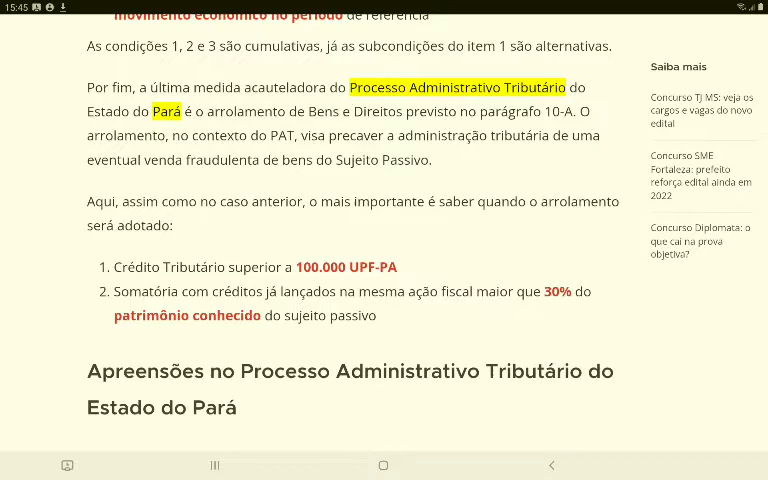 15:45
movimento econômico no período de referência
As condições 1, 2 e 3 são cumulativas, já as subcondições do item 1 são alternativas.
Por fim, a última medida acauteladora do Processo Administrativo Tributário do
Estado do Pará é o arrolamento de Bens e Direitos previsto no parágrafo 10-A. O
arrolamento, no contexto do PAT, visa precaver a administração tributária de uma
eventual venda fraudulenta de bens do Sujeito Passivo.
Aqui, assim como no caso anterior, o mais importante é saber quando o arrolamento
será adotado:
1. Crédito Tributário superior a 100.000 UPF-PA
2. Somatória com créditos já lançados na mesma ação fiscal maior que 30% do
patrimônio conhecido do sujeito passivo
Apreensões no Processo Administrativo Tributário do
Estado do Pará
Saiba mais
Concurso TJ MS: veja os
cargos e vagas do novo
edital
Concurso SME
Fortaleza: prefeito
reforça edital ainda em
2022
Concurso Diplomata: o
que cai na prova
objetiva?